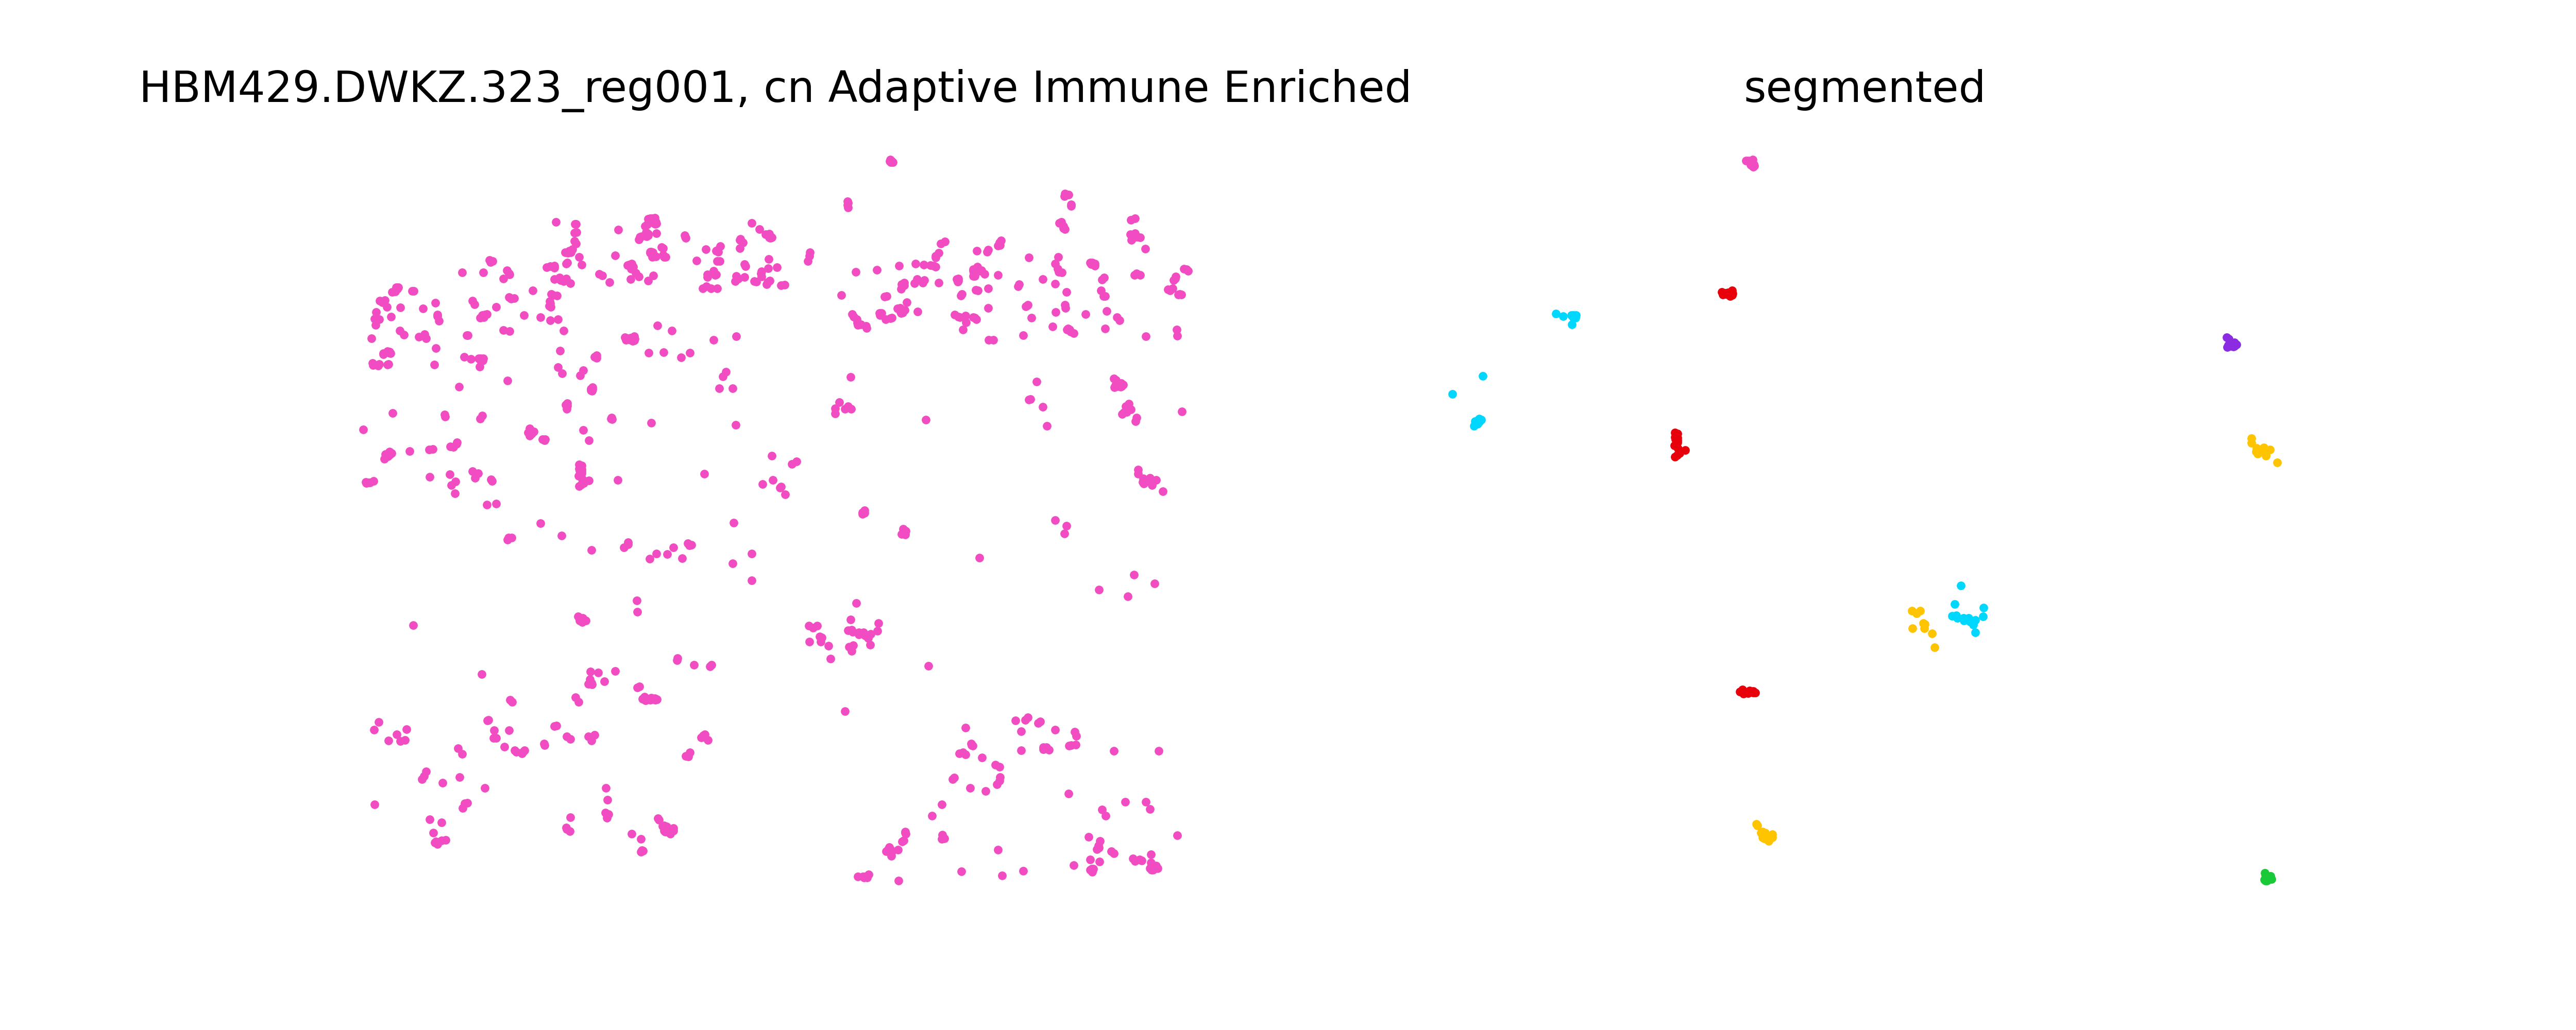 HBM429.DWKZ.323_reg001, cn Adaptive Immune Enriched
segmented